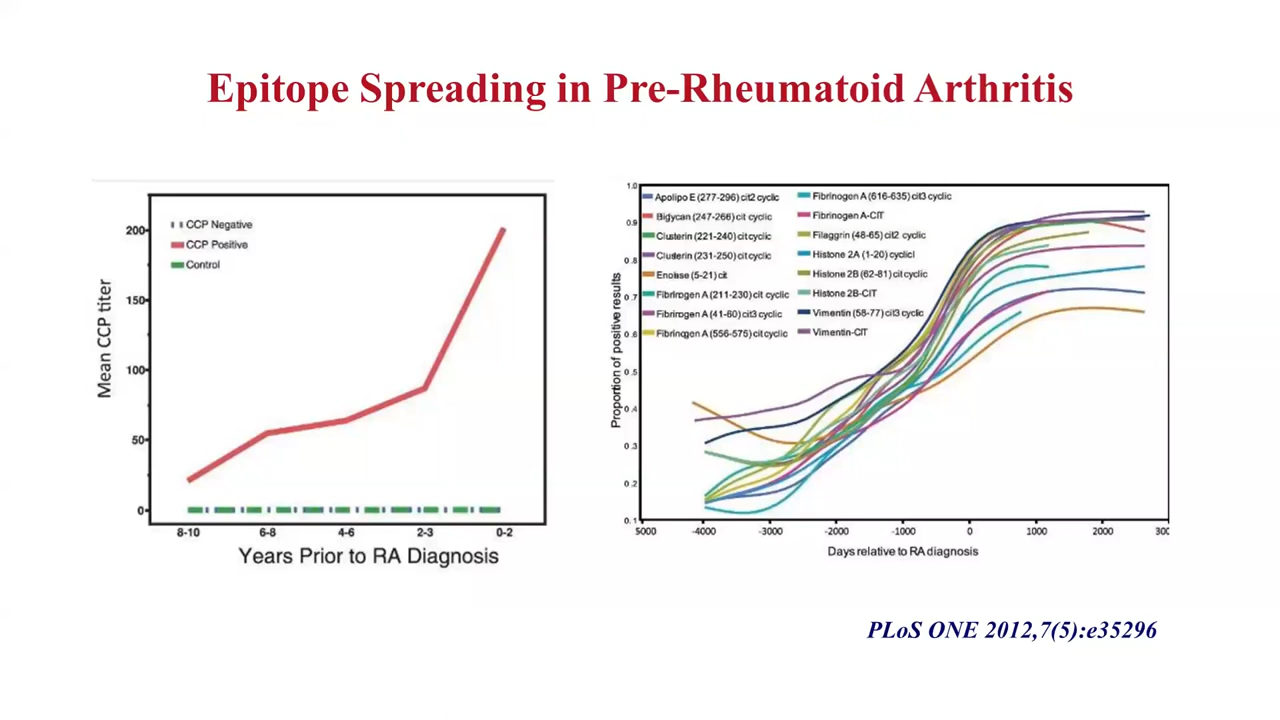 Epitope Spreading in Pre-Rheumatoid Arthritis
CCP Negative
CCP Positive
Control
200
150
100
50
0
8-10 6-8 4-6 2-3 0-2
Mean CCP titer
Years Prior to RA Diagnosis
Apolipo E (277-296) cit2 cyclic
Biglycan (247-266) cit cyclic
Clusterin (221-240) cit cyclic
Clusterin (231-250) cit cyclic
Enolase (5-21) cit
Fibrinogen A (211-230) cit cyclic
Fibrinogen A (41-60) cit3 cyclic
Fibrinogen A (556-575) cit cyclic
Fibrinogen A (616-635) cit3 cyclic
Fibrinogen A-CIT
Filaggrin (48-65) cit2 cyclic
Histone 2A (1-20) cyclicl
Histone 2B (62-81) cit cyclic
Histone 2B-CIT
Vimentin (58-77) cit3 cyclic
Vimentin-CIT
1.0
0.9
0.8
0.7
0.6
0.5
0.4
0.3
0.2
0.1
5000 -4000 -3000 -2000 -1000 0 1000 2000 300
Proportion of positive results
Days relative to RA diagnosis
PLoS ONE 2012,7(5):e35296